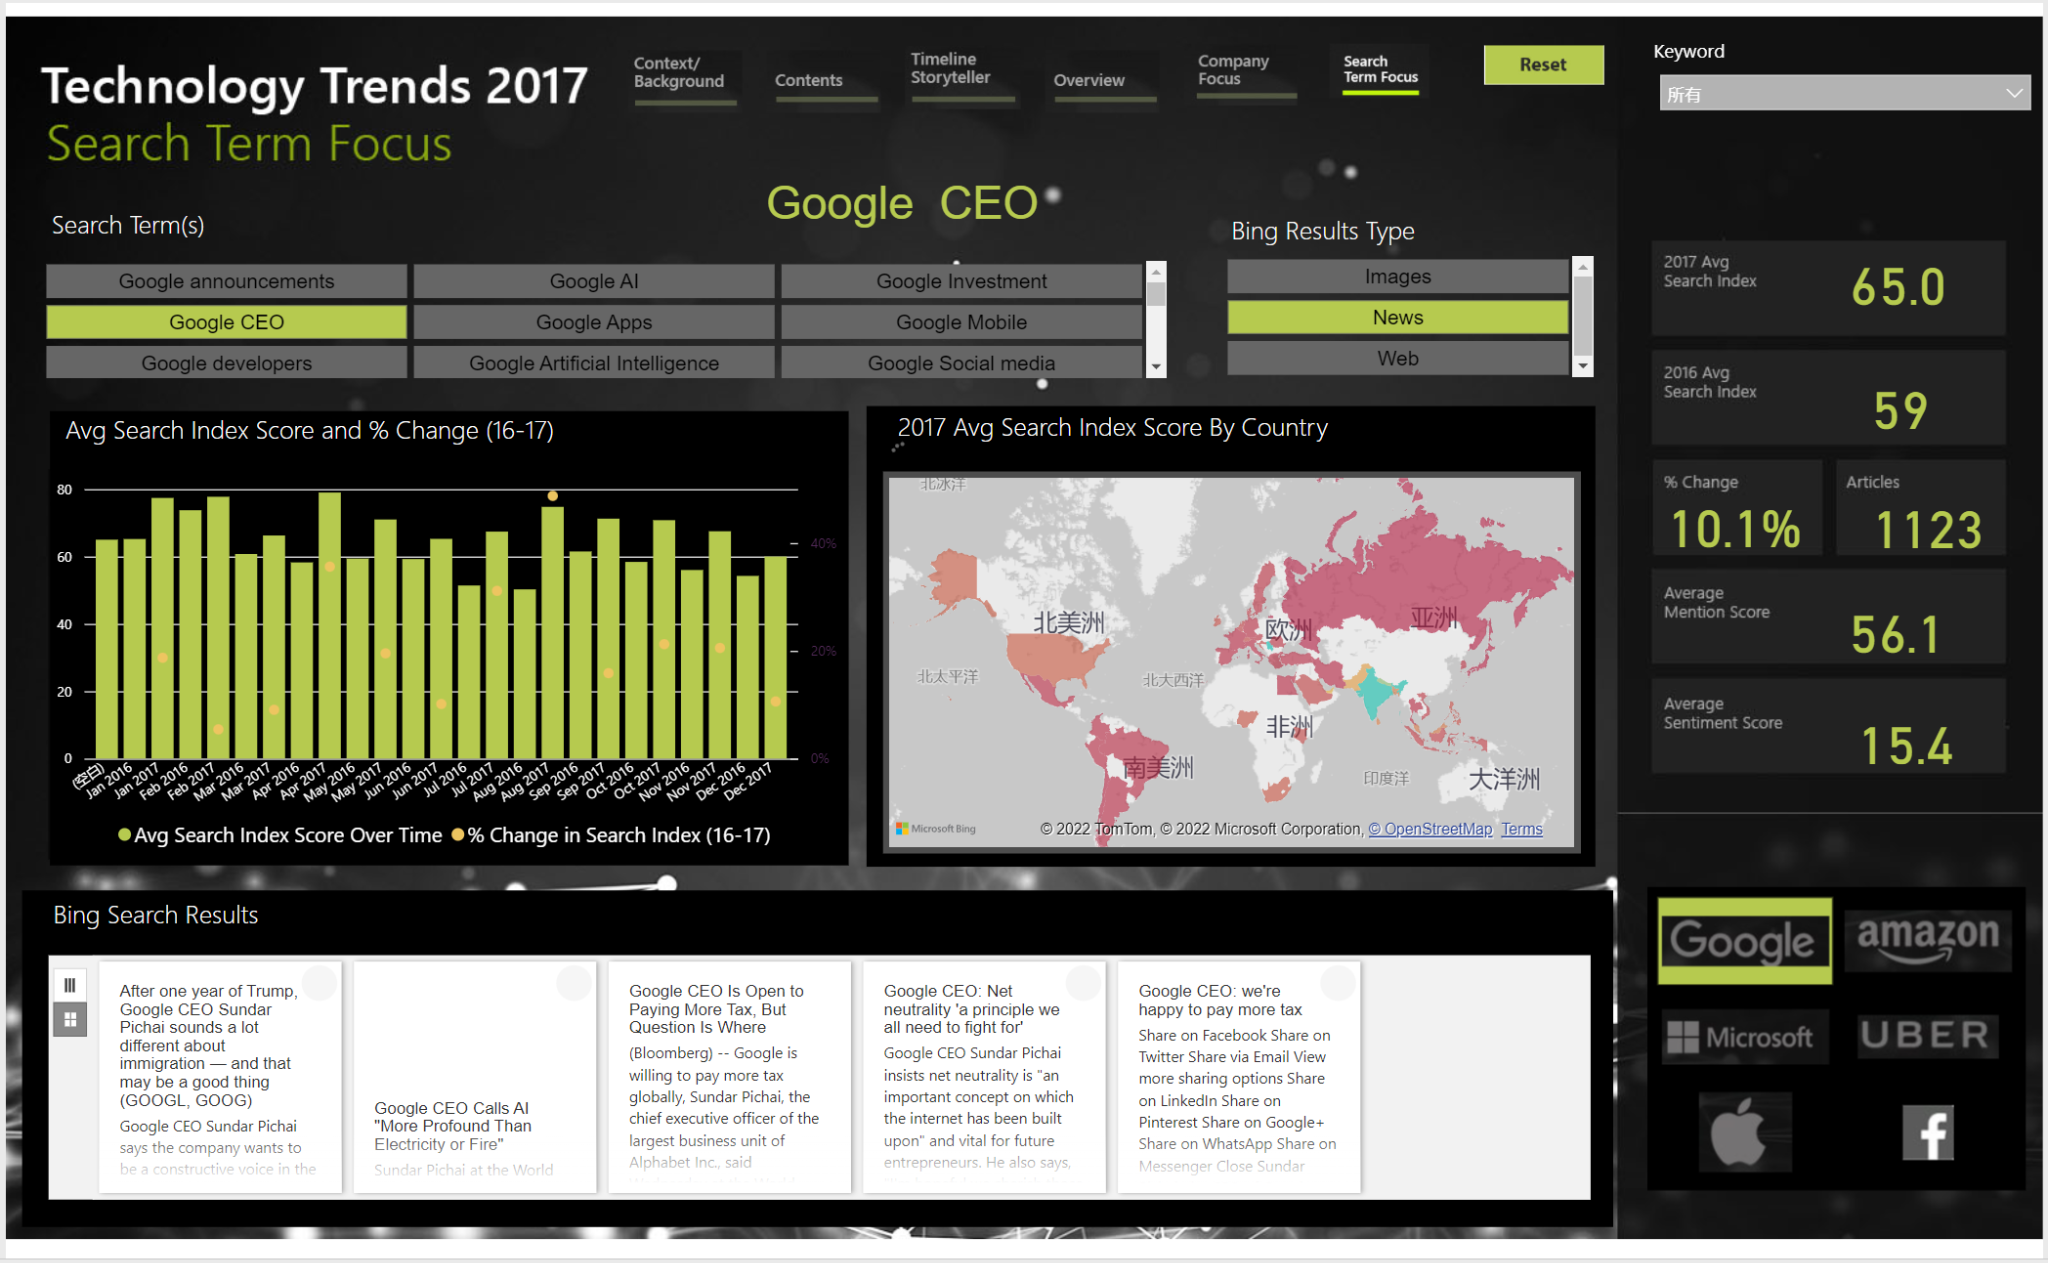 Technology Trends 2017
Search Term Focus
Context/
Background
Contents
Timeline
Storyteller
Overview
Company
Focus
Search
Term Focus
Reset
Keyword
所有
Google CEO
Search Term(s)
Google announcements
Google AI
Google Investment
Google CEO
Google Apps
Google Mobile
Google developers
Google Artificial Intelligence
Google Social media
Bing Results Type
Images
News
Web
2017 Avg
Search Index
65.0
2016 Avg
Search Index
59
% Change
10.1%
Articles
1123
Average
Mention Score
56.1
Average
Sentiment Score
15.4
Avg Search Index Score and % Change (16-17)
80
60
40
20
0
40%
20%
0%
(空白)
Jan 2016
Jan 2017
Feb 2016
Feb 2017
Mar 2016
Mar 2017
Apr 2016
Apr 2017
May 2016
May 2017
Jun 2016
Jun 2017
Jul 2016
Jul 2017
Aug 2016
Aug 2017
Sep 2016
Sep 2017
Oct 2016
Oct 2017
Nov 2016
Nov 2017
Dec 2016
Dec 2017
Avg Search Index Score Over Time
% Change in Search Index (16-17)
2017 Avg Search Index Score By Country
北冰洋
北美洲
欧洲
亚洲
北太平洋
北大西洋
非洲
南美洲
印度洋
大洋洲
Microsoft Bing
© 2022 TomTom, © 2022 Microsoft Corporation, © OpenStreetMap Terms
Bing Search Results
After one year of Trump,
Google CEO Sundar
Pichai sounds a lot
different about
immigration — and that
may be a good thing
(GOOGL, GOOG)
Google CEO Sundar Pichai
says the company wants to
be a constructive voice in the
Google CEO Calls AI
"More Profound Than
Electricity or Fire"
Sundar Pichai at the World
Google CEO Is Open to
Paying More Tax, But
Question Is Where
(Bloomberg) -- Google is
willing to pay more tax
globally, Sundar Pichai, the
chief executive officer of the
largest business unit of
Alphabet Inc., said
Google CEO: Net
neutrality 'a principle we
all need to fight for'
Google CEO Sundar Pichai
insists net neutrality is "an
important concept on which
the internet has been built
upon" and vital for future
entrepreneurs. He also says,
Google CEO: we're
happy to pay more tax
Share on Facebook Share on
Twitter Share via Email View
more sharing options Share
on LinkedIn Share on
Pinterest Share on Google+
Share on WhatsApp Share on
Messenger Close Sundar
Google
amazon
Microsoft
UBER
f